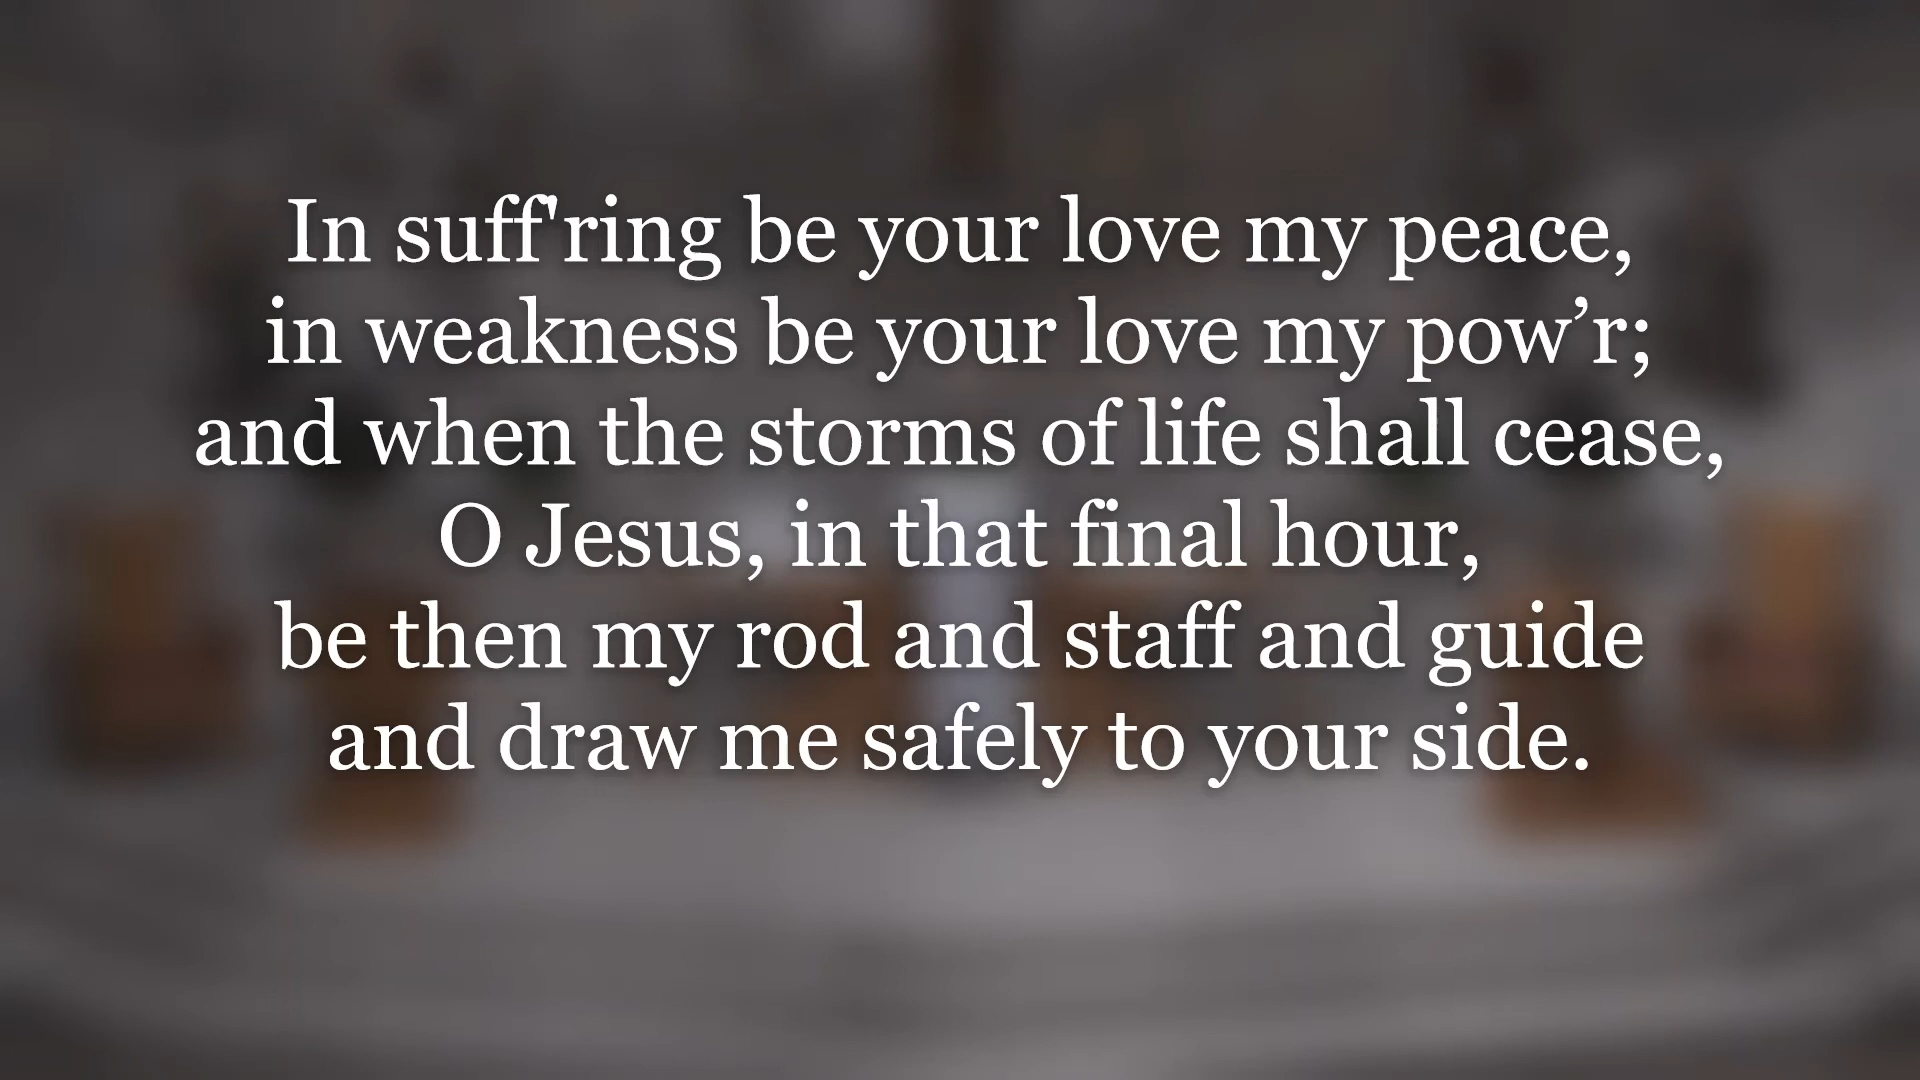 In suff'ring be your love my peace,
in weakness be your love my pow’r;
and when the storms of life shall cease,
O Jesus, in that final hour,
be then my rod and staff and guide
and draw me safely to your side.